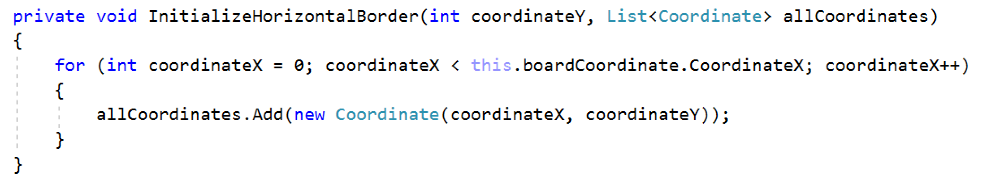 private void InitializeHorizontalBorder(int coordinateY, List<Coordinate> allCoordinates)
{
    for (int coordinateX = 0; coordinateX < this.boardCoordinate.CoordinateX; coordinateX++)
    {
        allCoordinates.Add(new Coordinate(coordinateX, coordinateY));
    }
}